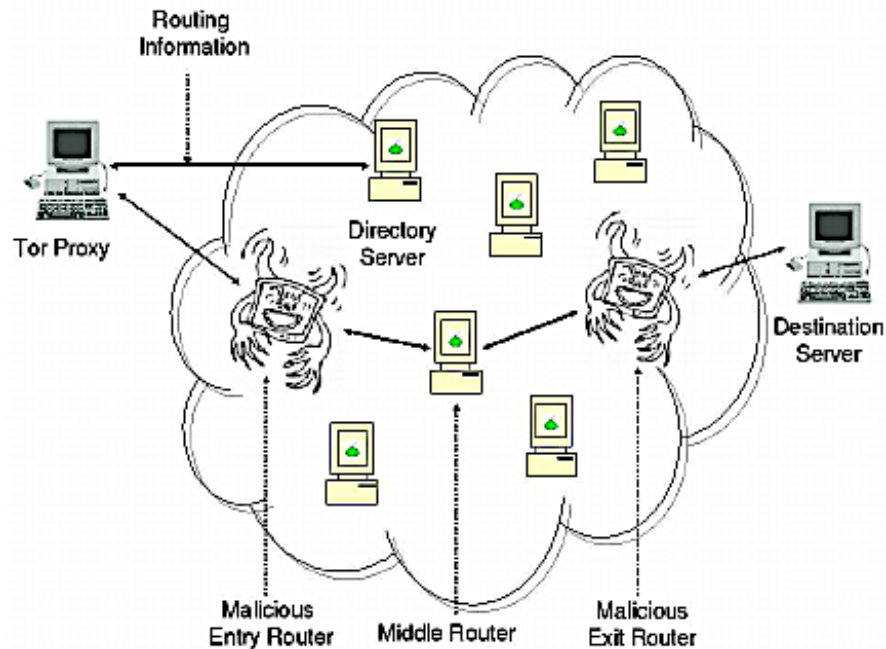 Routing
Information
Tor Proxy
Directory
Server
Destination
Server
Malicious
Entry Router
Middle Router
Malicious
Exit Router